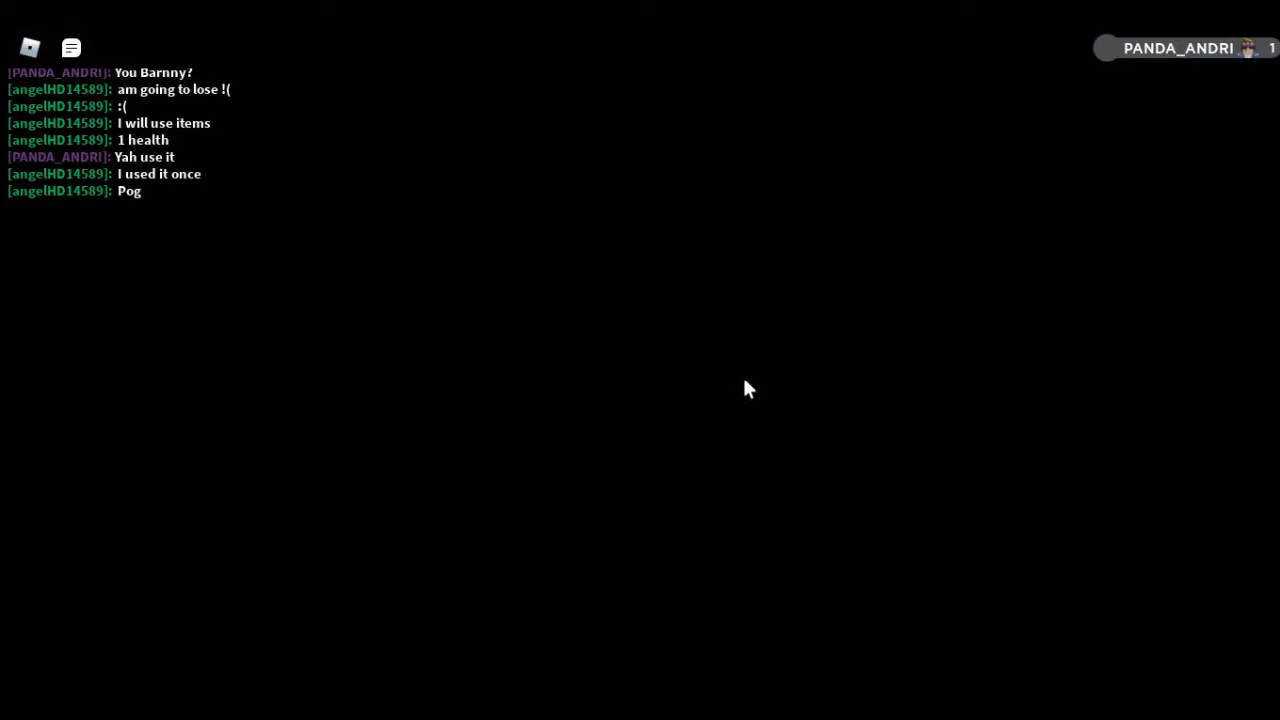 PANDA_ANDRI 1
[PANDA_ANDRI]: You Barnny?
[angelHD14589]: am going to lose !(
[angelHD14589]: :(
[angelHD14589]: I will use items
[angelHD14589]: 1 health
[PANDA_ANDRI]: Yah use it
[angelHD14589]: I used it once
[angelHD14589]: Pog